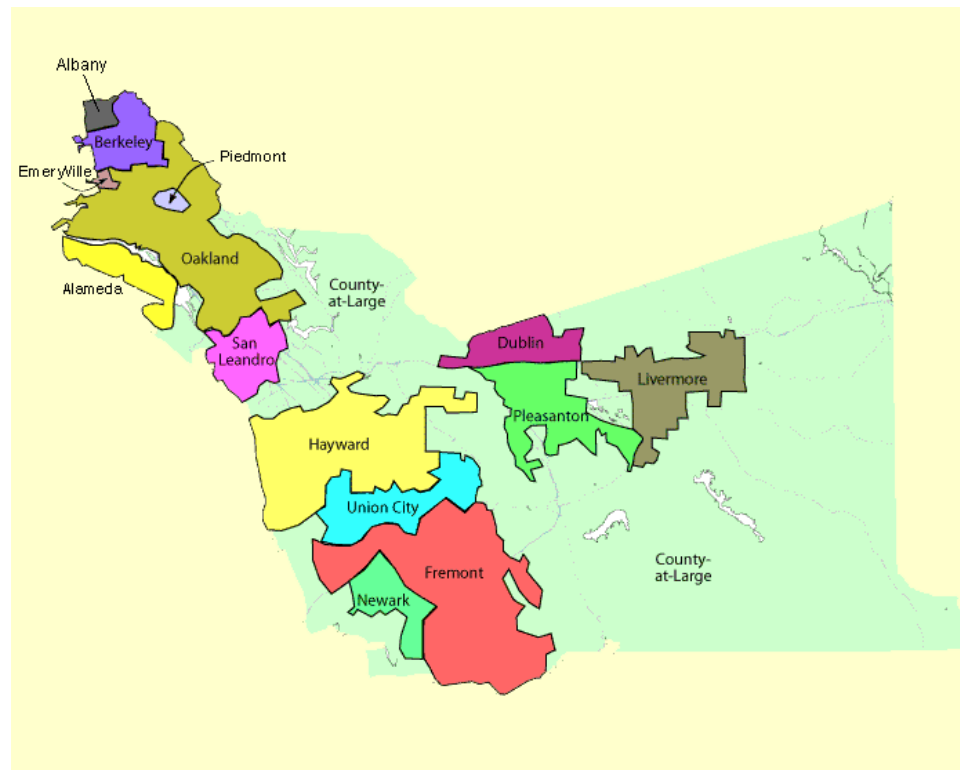 Albany
Berkeley
Piedmont
EmeryVille
Oakland
Alameda
County-
at-Large
San
Leandro
Dublin
Livermore
Pleasanton
Hayward
Union City
County-
at-Large
Fremont
Newark